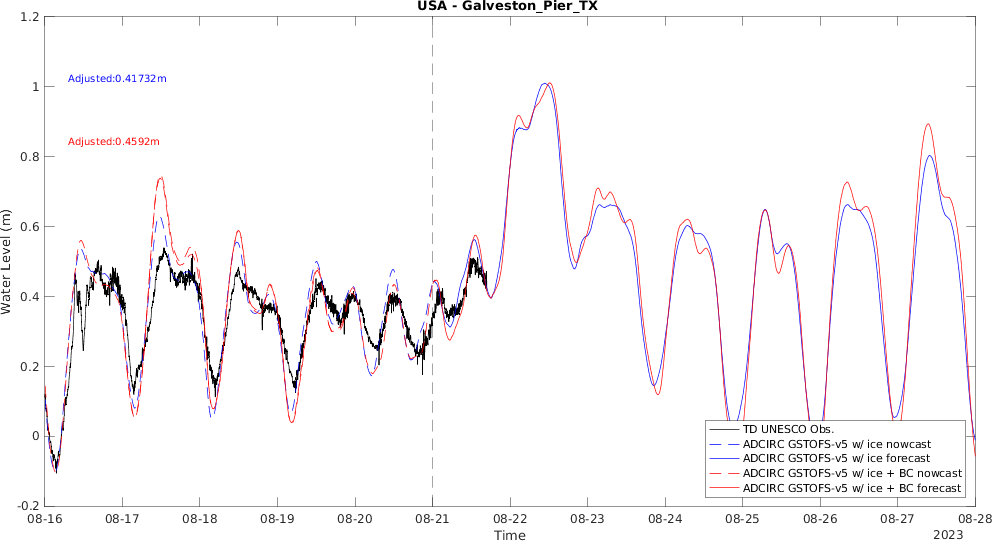 USA - Galveston_Pier_TX
Water Level (m)
1.2
1
0.8
0.6
0.4
0.2
0
-0.2
Adjusted:0.41732m
Adjusted:0.4592m
TD UNESCO Obs.
ADCIRC GSTOFS-v5 w/ ice nowcast
ADCIRC GSTOFS-v5 w/ ice forecast
ADCIRC GSTOFS-v5 w/ ice + BC nowcast
ADCIRC GSTOFS-v5 w/ ice + BC forecast
08-16 08-17 08-18 08-19 08-20 08-21 08-22 08-23 08-24 08-25 08-26 08-27 08-28
Time
2023